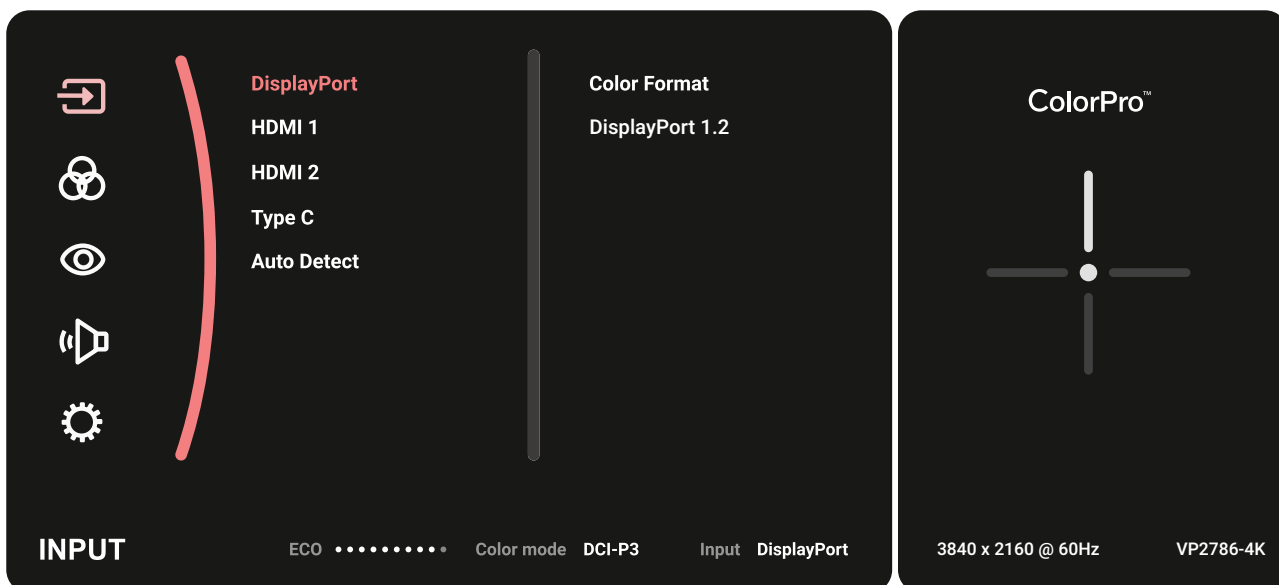 DisplayPort
HDMI 1
HDMI 2
Type C
Auto Detect
Color Format
DisplayPort 1.2
INPUT
ECO
Color mode DCI-P3
Input DisplayPort
ColorPro™
3840 x 2160 @ 60Hz
VP2786-4K